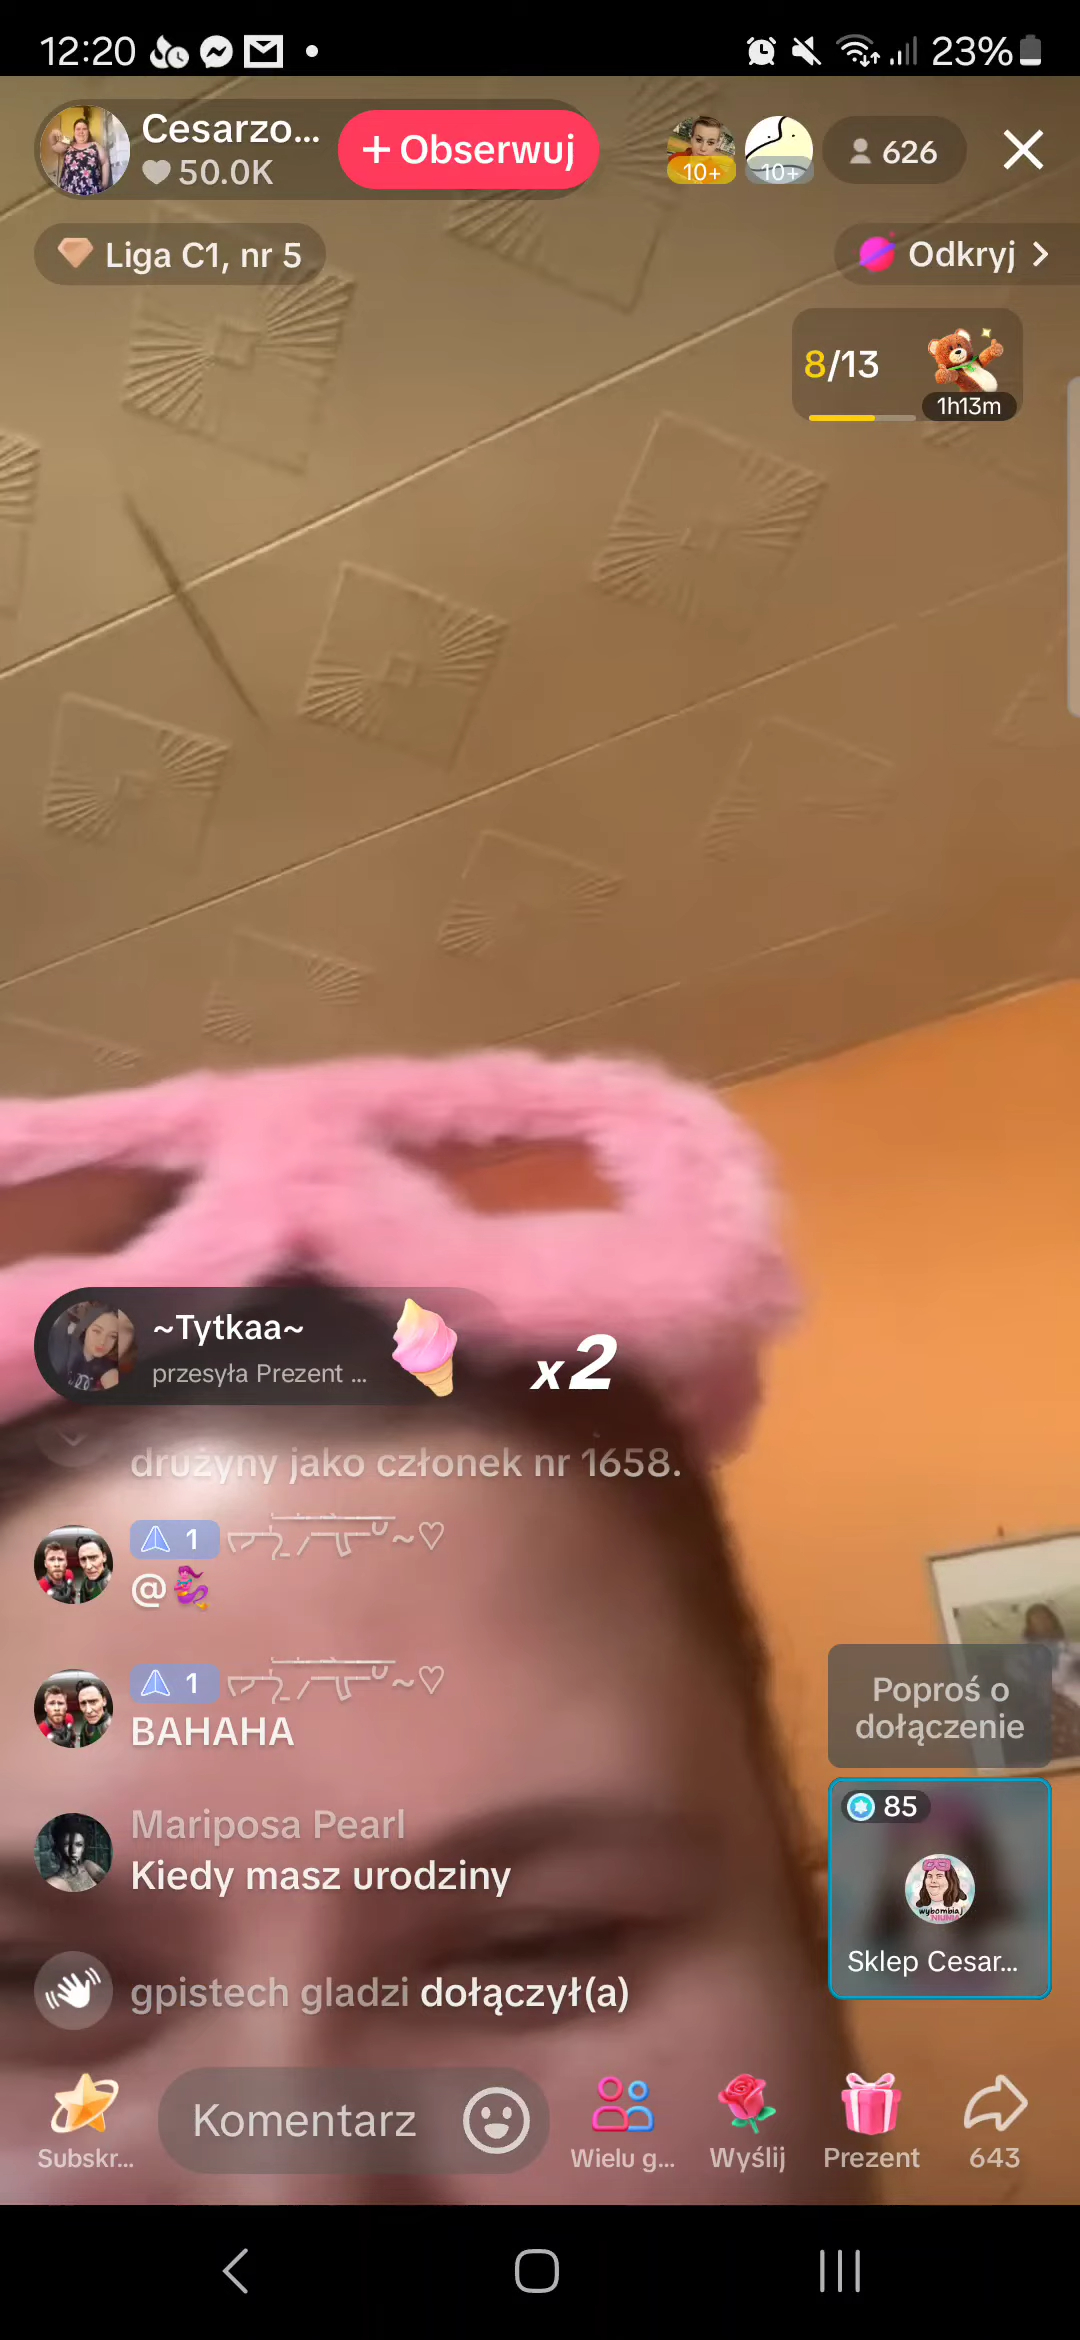 12:20
23%
Cesarzo...
50.0K
+ Obserwuj
10+
10+
626
Liga C1, nr 5
Odkryj
8/13
1h13m
~Tytkaa~
przesyła Prezent ...
x2
drużyny jako członek nr 1658.
1
@
1
BAHAHA
Mariposa Pearl
Kiedy masz urodziny
gpistech gladzi dołączył(a)
Poproś o
dołączenie
85
wybombiaj
NIUNIA
Sklep Cesar...
Subskr...
Komentarz
Wielu g...
Wyślij
Prezent
643